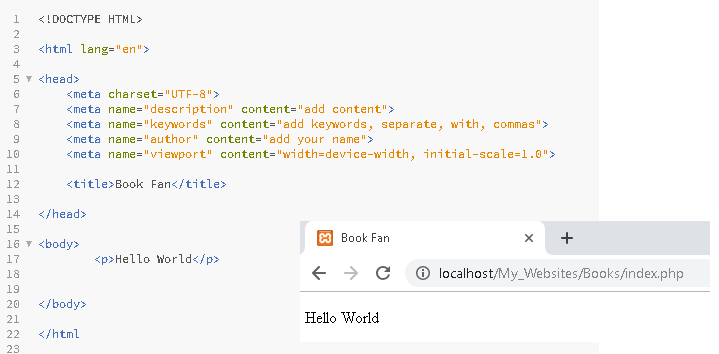 1 <!DOCTYPE HTML>
2
3 <html lang="en">
4
5 <head>
6 <meta charset="UTF-8">
7 <meta name="description" content="add content">
8 <meta name="keywords" content="add keywords, separate, with, commas">
9 <meta name="author" content="add your name">
10 <meta name="viewport" content="width=device-width, initial-scale=1.0">
11
12 <title>Book Fan</title>
13
14 </head>
15
16 <body>
17 <p>Hello World</p>
18
19
20 </body>
21
22 </html
23
Book Fan
localhost/My_Websites/Books/index.php
Hello World